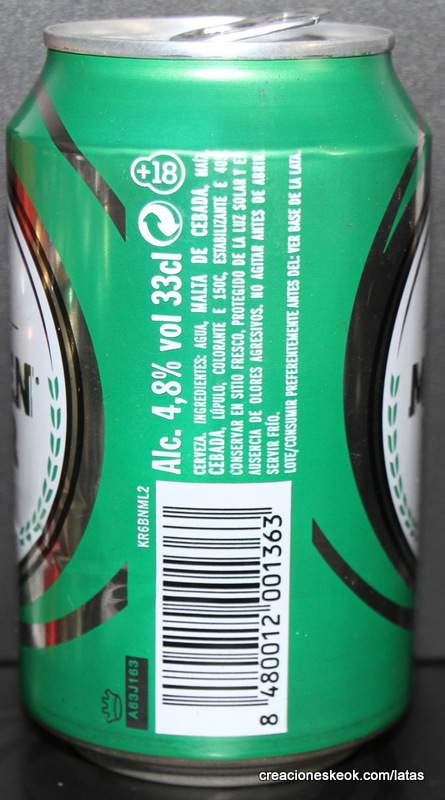 +18
Alc. 4,8% vol 33cl
CERVEZA. INGREDIENTES: AGUA, MALTA DE CEBADA, MAÍZ,
CEBADA, LÚPULO, COLORANTE E 150C, ESTABILIZANTE E 40
CONSERVAR EN SITIO FRESCO, PROTEGIDO DE LA LUZ SOLAR Y E
AUSENCIA DE OLORES AGRESIVOS. NO AGITAR ANTES DE ABRIR
SERVIR FRÍO.
LOTE/CONSUMIR PREFERENTEMENTE ANTES DEL: VER BASE DE LA LATA.
KR6BNML2
8 480012 001363
A63J163
EN
M
creacioneskeok.com/latas